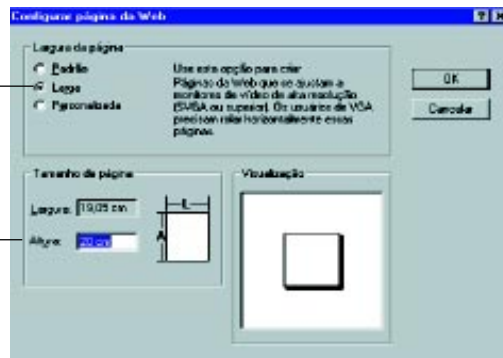 Configurar página da Web
Largura da página
Padrão
Larga
Personalizada
Use esta opção para criar
Páginas da Web que se ajustam a
monitores de vídeo de alta resolução
(SVGA ou superior). Os usuários de VGA
precisam rolar horizontalmente essas
páginas.
OK
Cancelar
Tamanho de página
Largura: 19,05 cm
Altura: 20 cm
L
A
Visualização